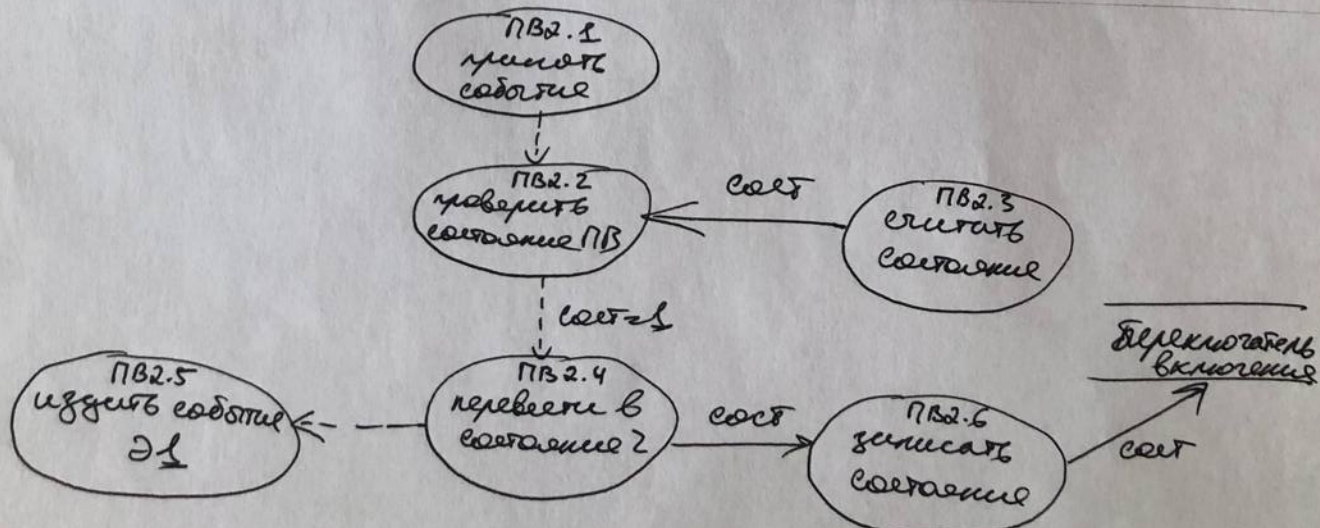 ПВ2.1
принять
событие
ПВ2.2
проверить
состояние ПВ
сост
ПВ2.3
считать
состояние
сост=1
Переключатель
включения
ПВ2.5
издать событие
Э1
ПВ2.4
перевести в
состояние 2
сост
ПВ2.6
записать
состояние
сост